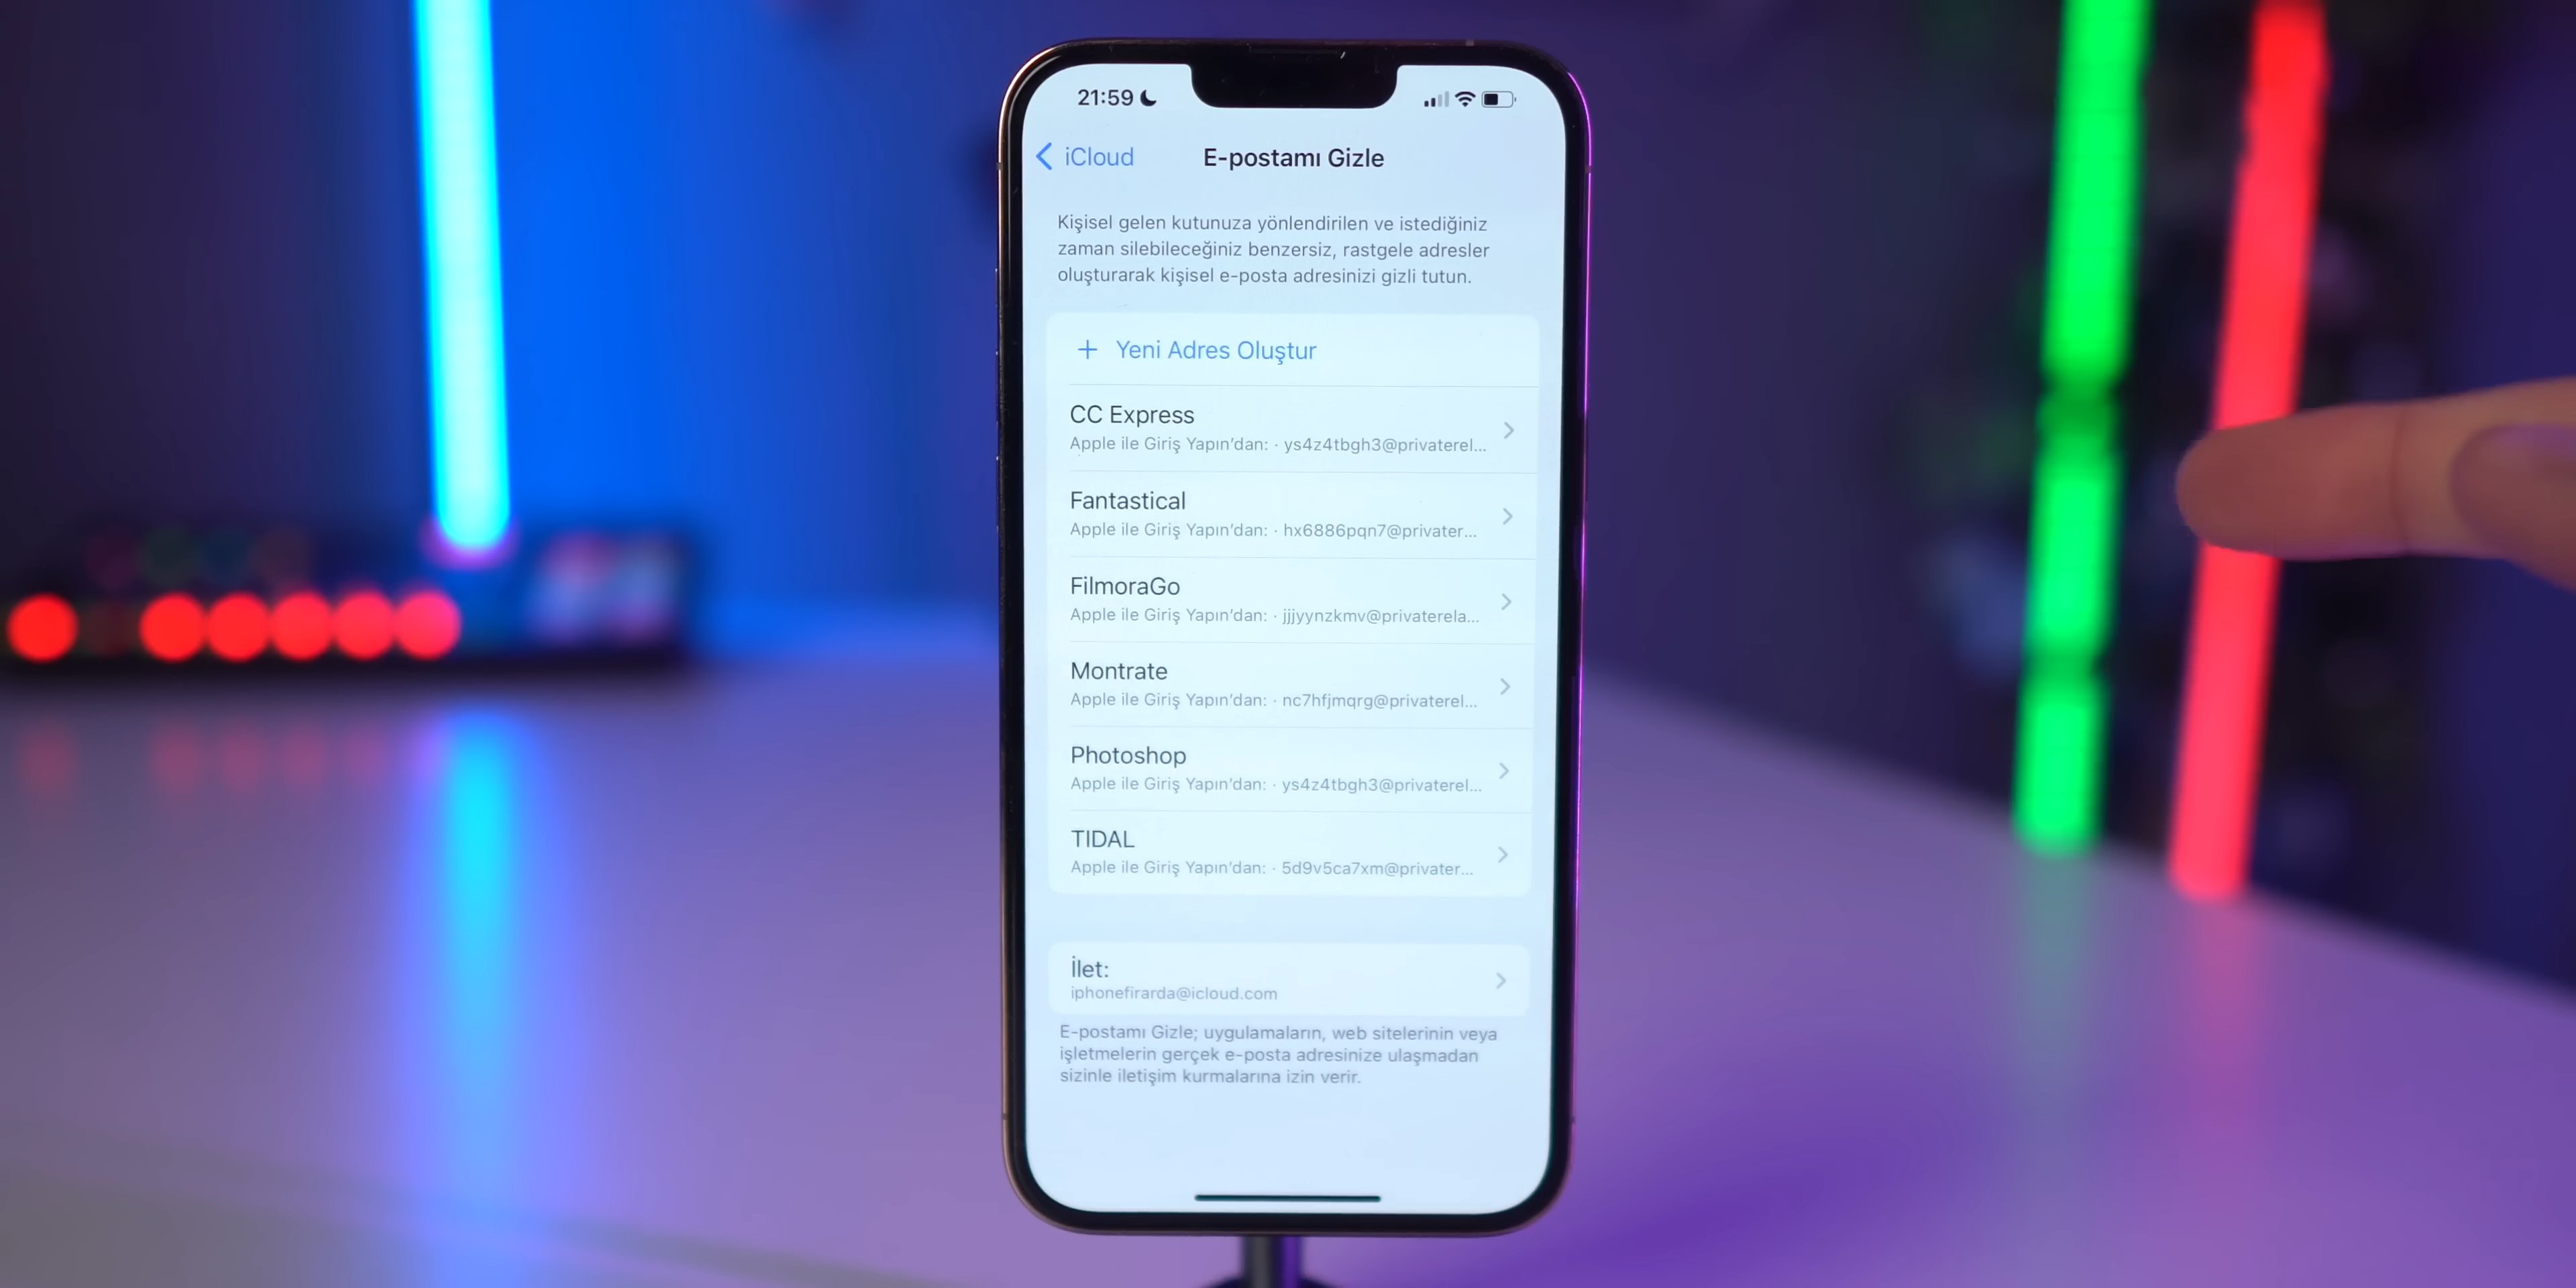 21:59
iCloud
E-postamı Gizle
Kişisel gelen kutunuza yönlendirilen ve istediğiniz
zaman silebileceğiniz benzersiz, rastgele adresler
oluşturarak kişisel e-posta adresinizi gizli tutun.
+ Yeni Adres Oluştur
CC Express
Apple ile Giriş Yapın'dan: · ys4z4tbgh3@privaterel...
Fantastical
Apple ile Giriş Yapın'dan: · hx6886pqn7@privater...
FilmoraGo
Apple ile Giriş Yapın'dan: · jjjyynzkmv@privaterela...
Montrate
Apple ile Giriş Yapın'dan: · nc7hfjmqrg@privaterel...
Photoshop
Apple ile Giriş Yapın'dan: · ys4z4tbgh3@privaterel...
TIDAL
Apple ile Giriş Yapın'dan: · 5d9v5ca7xm@privater...
İlet:
iphonefirarda@icloud.com
E-postamı Gizle; uygulamaların, web sitelerinin veya
işletmelerin gerçek e-posta adresinize ulaşmadan
sizinle iletişim kurmalarına izin verir.